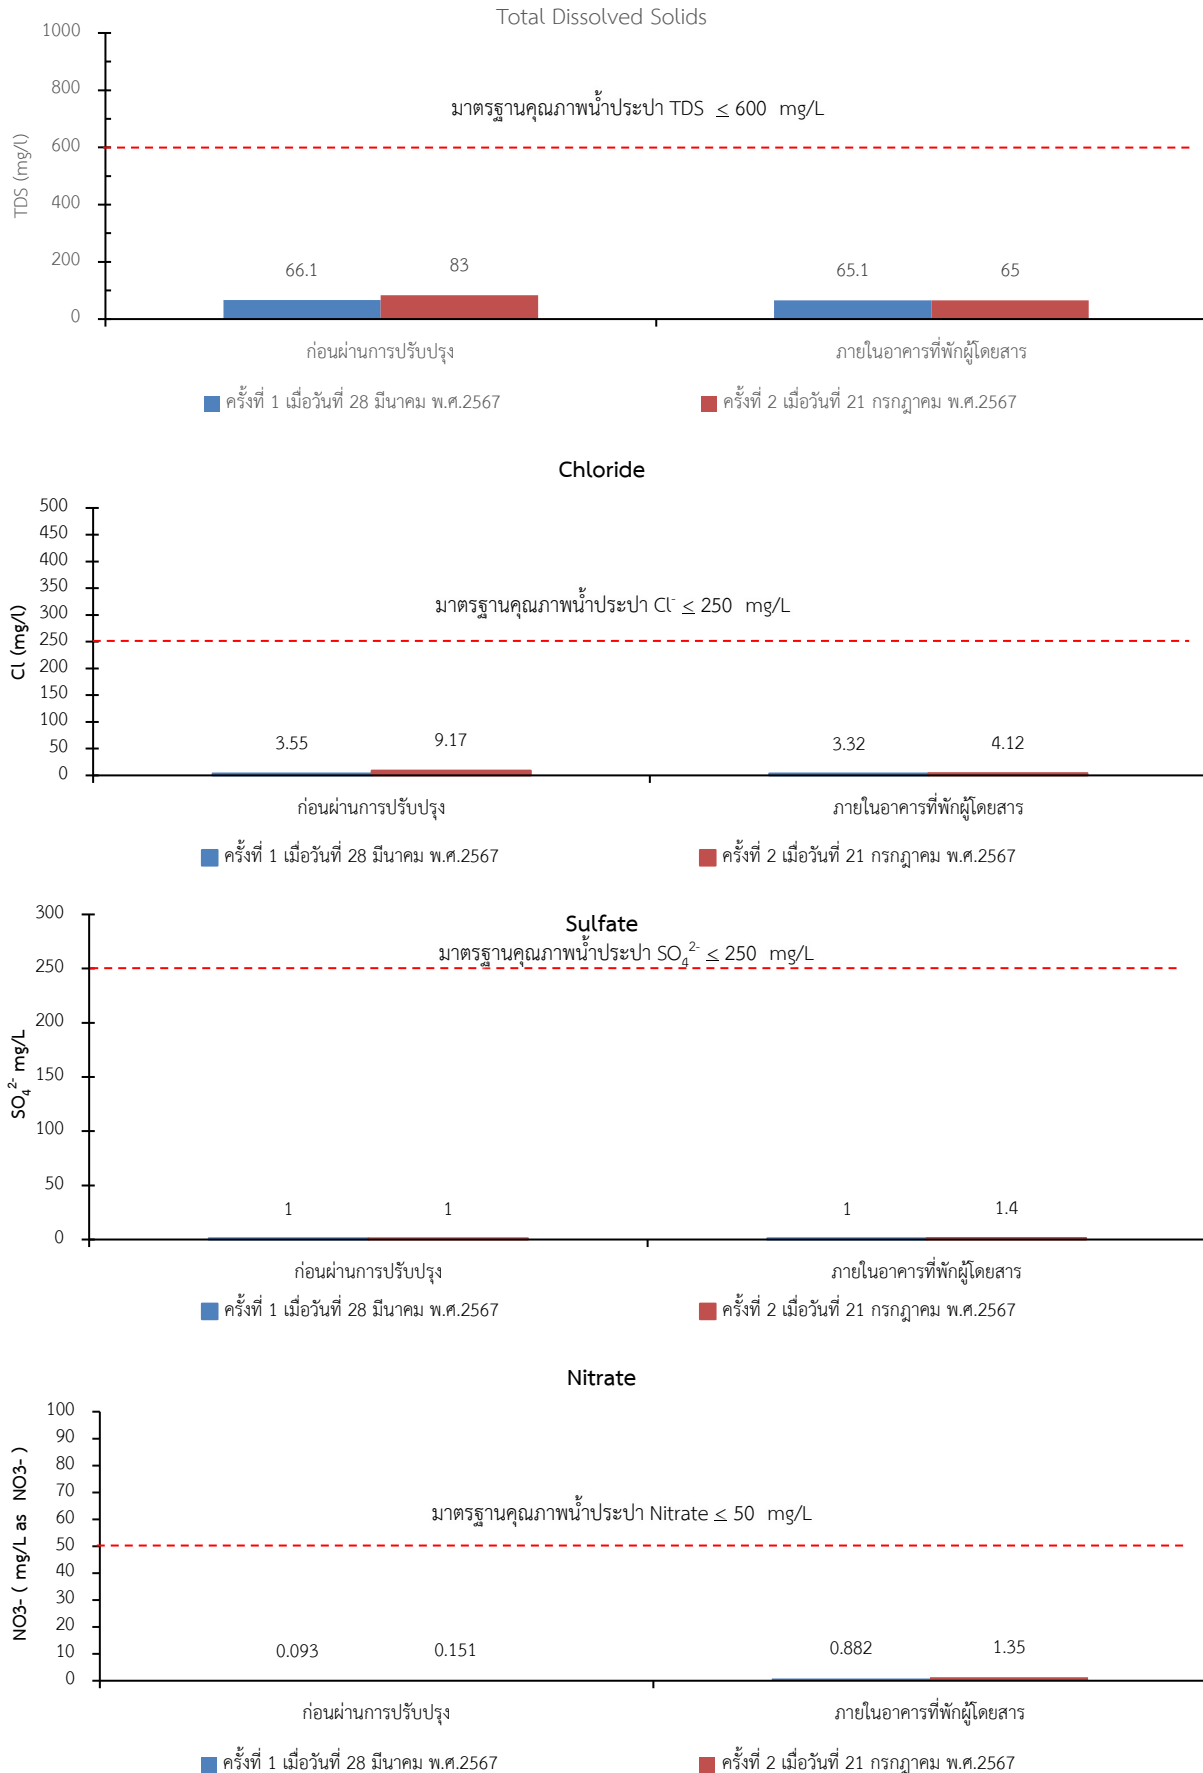 Total Dissolved Solids
1000
800
600
400
200
0
TDS (mg/l)
มาตรฐานคุณภาพน้ำประปา TDS ≤ 600 mg/L
66.1
83
65.1
65
ก่อนผ่านการปรับปรุง
ภายในอาคารที่พักผู้โดยสาร
ครั้งที่ 1 เมื่อวันที่ 28 มีนาคม พ.ศ.2567
ครั้งที่ 2 เมื่อวันที่ 21 กรกฎาคม พ.ศ.2567
Chloride
500
450
400
350
300
250
200
150
100
50
0
Cl (mg/l)
มาตรฐานคุณภาพน้ำประปา Cl⁻ ≤ 250 mg/L
3.55
9.17
3.32
4.12
ก่อนผ่านการปรับปรุง
ภายในอาคารที่พักผู้โดยสาร
ครั้งที่ 1 เมื่อวันที่ 28 มีนาคม พ.ศ.2567
ครั้งที่ 2 เมื่อวันที่ 21 กรกฎาคม พ.ศ.2567
Sulfate
300
250
200
150
100
50
0
SO₄²⁻ mg/L
มาตรฐานคุณภาพน้ำประปา SO₄²⁻ ≤ 250 mg/L
1
1
1
1.4
ก่อนผ่านการปรับปรุง
ภายในอาคารที่พักผู้โดยสาร
ครั้งที่ 1 เมื่อวันที่ 28 มีนาคม พ.ศ.2567
ครั้งที่ 2 เมื่อวันที่ 21 กรกฎาคม พ.ศ.2567
Nitrate
100
90
80
70
60
50
40
30
20
10
0
NO3- ( mg/L as NO3- )
มาตรฐานคุณภาพน้ำประปา Nitrate ≤ 50 mg/L
0.093
0.151
0.882
1.35
ก่อนผ่านการปรับปรุง
ภายในอาคารที่พักผู้โดยสาร
ครั้งที่ 1 เมื่อวันที่ 28 มีนาคม พ.ศ.2567
ครั้งที่ 2 เมื่อวันที่ 21 กรกฎาคม พ.ศ.2567